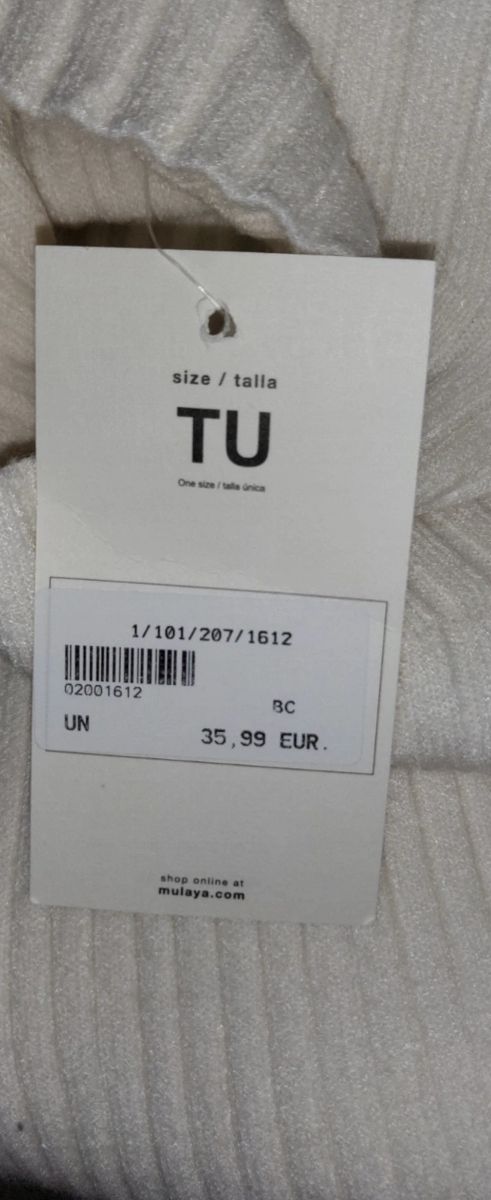 size / talla
TU
One size / talla única
1/101/207/1612
02001612
BC
UN
35,99 EUR.
shop online at
mulaya.com